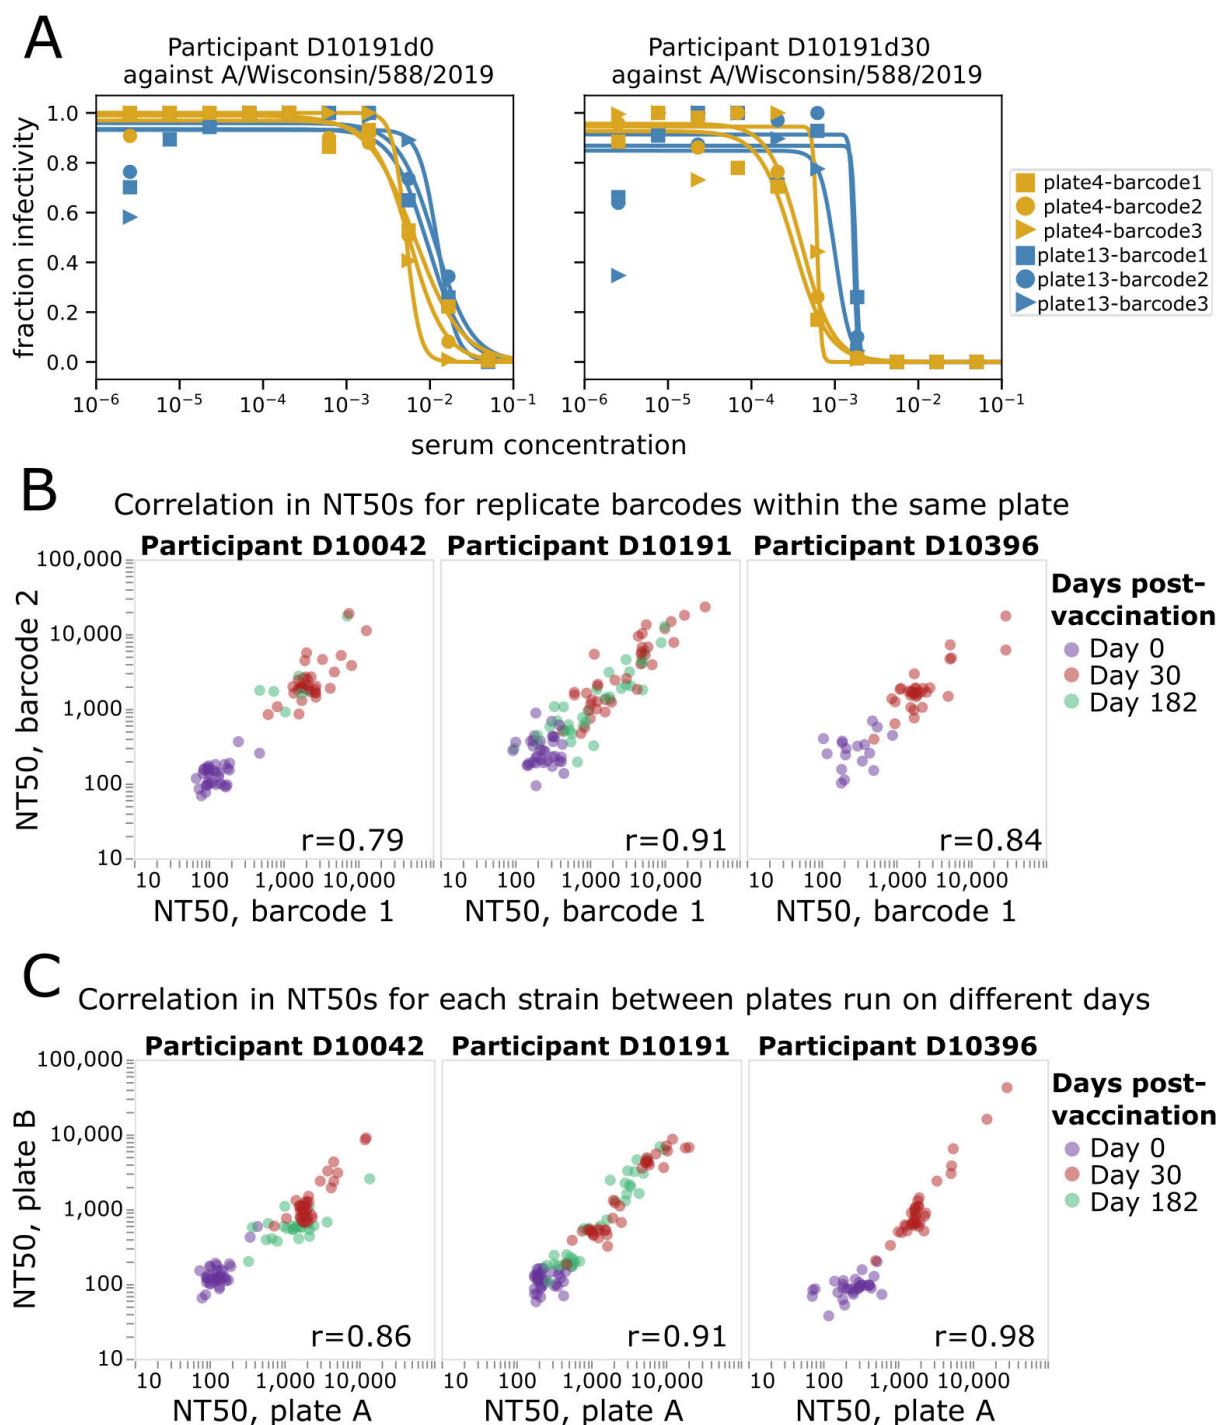 A
Participant D10191d0
against A/Wisconsin/588/2019
Participant D10191d30
against A/Wisconsin/588/2019
fraction infectivity
1.0
0.8
0.6
0.4
0.2
0.0
10⁻⁶ 10⁻⁵ 10⁻⁴ 10⁻³ 10⁻² 10⁻¹
10⁻⁶ 10⁻⁵ 10⁻⁴ 10⁻³ 10⁻² 10⁻¹
serum concentration
plate4-barcode1
plate4-barcode2
plate4-barcode3
plate13-barcode1
plate13-barcode2
plate13-barcode3
B
Correlation in NT50s for replicate barcodes within the same plate
Participant D10042 Participant D10191 Participant D10396
NT50, barcode 2
100,000
10,000
1,000
100
10
r=0.79 r=0.91 r=0.84
10 100 1,000 10,000 10 100 1,000 10,000 10 100 1,000 10,000
NT50, barcode 1 NT50, barcode 1 NT50, barcode 1
Days post-
vaccination
Day 0
Day 30
Day 182
C
Correlation in NT50s for each strain between plates run on different days
Participant D10042 Participant D10191 Participant D10396
NT50, plate B
100,000
10,000
1,000
100
10
r=0.86 r=0.91 r=0.98
10 100 1,000 10,000 10 100 1,000 10,000 10 100 1,000 10,000
NT50, plate A NT50, plate A NT50, plate A
Days post-
vaccination
Day 0
Day 30
Day 182